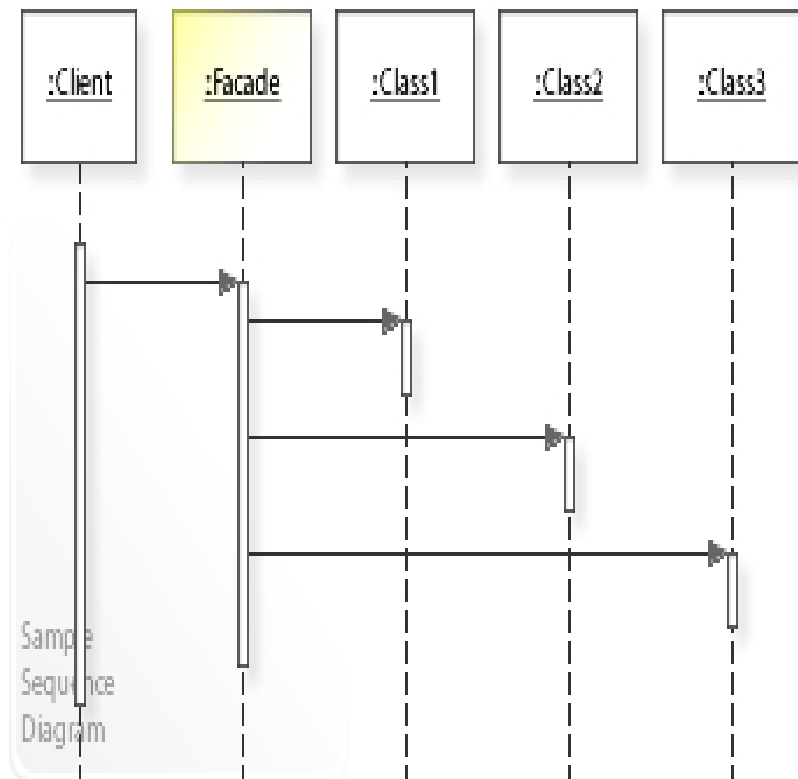 :Client
:Facade
:Class1
:Class2
:Class3
Sample
Sequence
Diagram